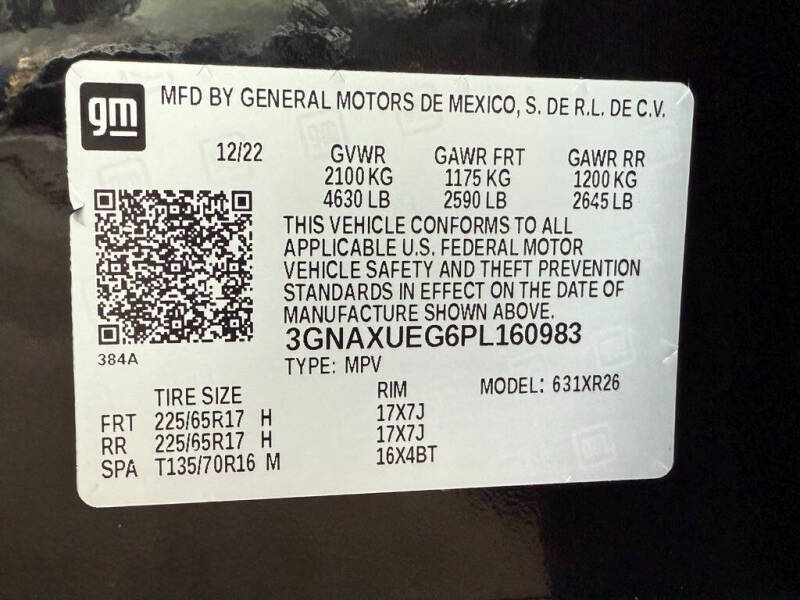 gm MFD BY GENERAL MOTORS DE MEXICO, S. DE R.L. DE C.V.
12/22 GVWR GAWR FRT GAWR RR
2100 KG 1175 KG 1200 KG
4630 LB 2590 LB 2645 LB
THIS VEHICLE CONFORMS TO ALL
APPLICABLE U.S. FEDERAL MOTOR
VEHICLE SAFETY AND THEFT PREVENTION
STANDARDS IN EFFECT ON THE DATE OF
MANUFACTURE SHOWN ABOVE.
3GNAXUEG6PL160983
384A
TYPE: MPV
TIRE SIZE RIM MODEL: 631XR26
FRT 225/65R17 H 17X7J
RR 225/65R17 H 17X7J
SPA T135/70R16 M 16X4BT